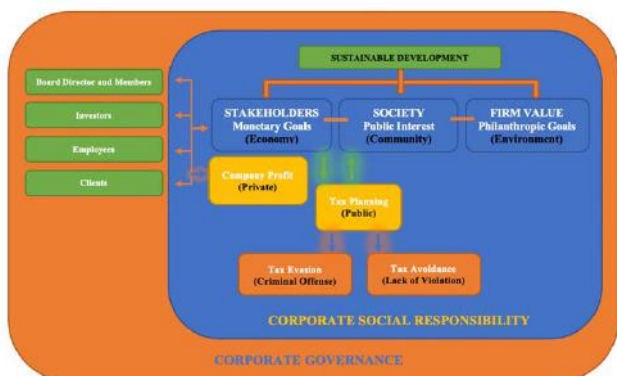 SUSTAINABLE DEVELOPMENT
Board Director and Members
Investors
Employees
Clients
STAKEHOLDERS
Monetary Goals
(Economy)
SOCIETY
Public Interest
(Community)
FIRM VALUE
Philanthropic Goals
(Environment)
Company Profit
(Private)
Tax Planning
(Public)
Tax Evasion
(Criminal Offense)
Tax Avoidance
(Lack of Violation)
CORPORATE SOCIAL RESPONSIBILITY
CORPORATE GOVERNANCE